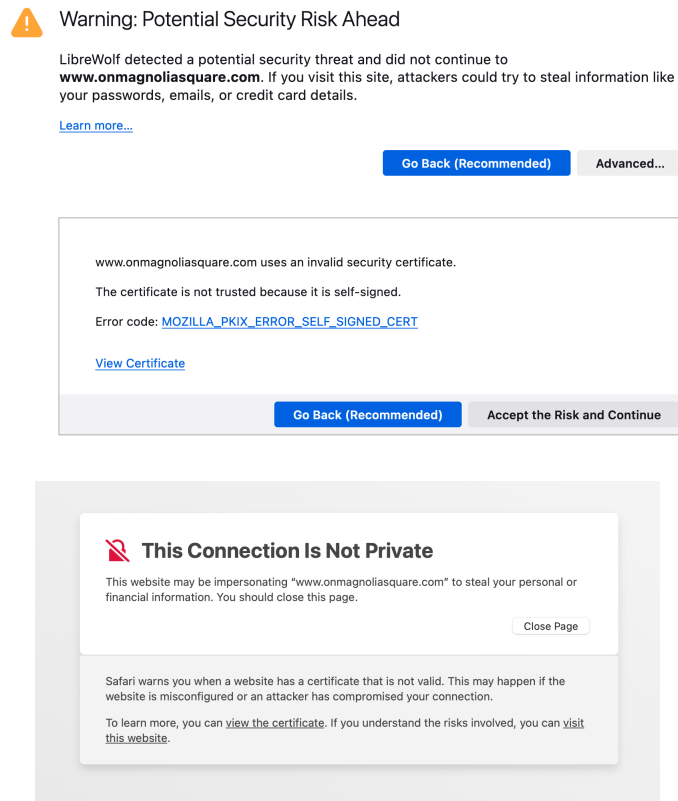 Warning: Potential Security Risk Ahead
LibreWolf detected a potential security threat and did not continue to
www.onmagnoliasquare.com. If you visit this site, attackers could try to steal information like
your passwords, emails, or credit card details.
Learn more...
Go Back (Recommended) Advanced...
www.onmagnoliasquare.com uses an invalid security certificate.
The certificate is not trusted because it is self-signed.
Error code: MOZILLA_PKIX_ERROR_SELF_SIGNED_CERT
View Certificate
Go Back (Recommended) Accept the Risk and Continue
This Connection Is Not Private
This website may be impersonating “www.onmagnoliasquare.com” to steal your personal or
financial information. You should close this page.
Close Page
Safari warns you when a website has a certificate that is not valid. This may happen if the
website is misconfigured or an attacker has compromised your connection.
To learn more, you can view the certificate. If you understand the risks involved, you can visit
this website.